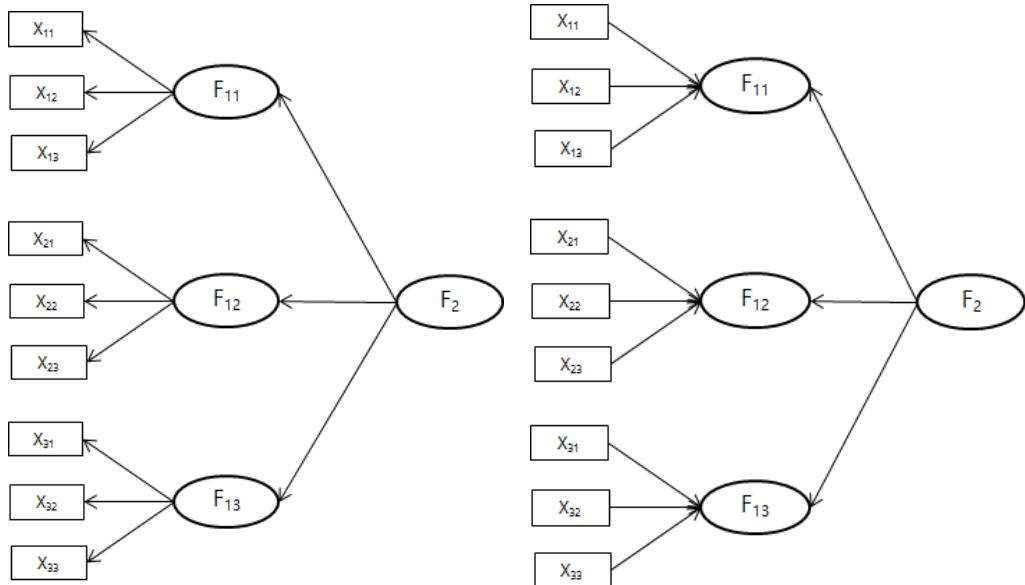 X₁₁
X₁₂
F₁₁
X₁₃
X₂₁
X₂₂
F₁₂
F₂
X₂₃
X₃₁
X₃₂
F₁₃
X₃₃
X₁₁
X₁₂
F₁₁
X₁₃
X₂₁
X₂₂
F₁₂
F₂
X₂₃
X₃₁
X₃₂
F₁₃
X₃₃